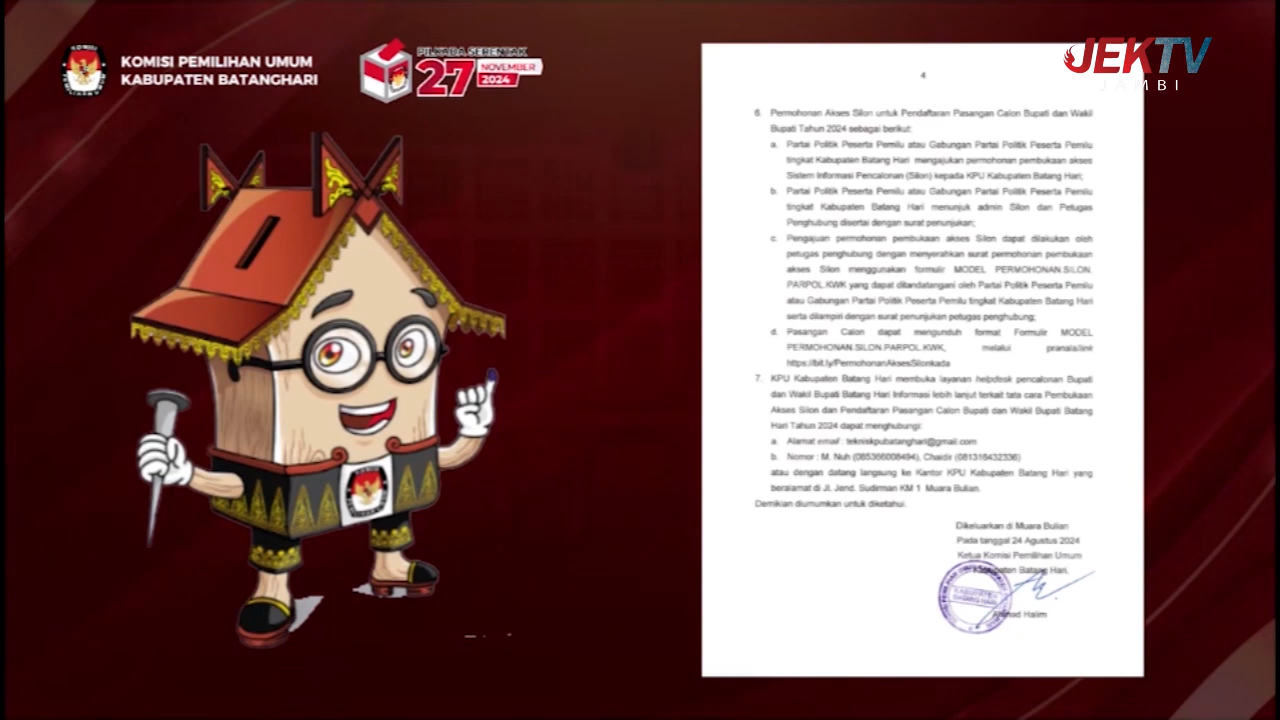 KOMISI PEMILIHAN UMUM
KABUPATEN BATANGHARI
PILKADA SERENTAK
27 NOVEMBER
2024
JEKTV
JAMBI
4
6. Permohonan Akses Silon untuk Pendaftaran Pasangan Calon Bupati dan Wakil
Bupati Tahun 2024 sebagai berikut:
a. Partai Politik Peserta Pemilu atau Gabungan Partai Politik Peserta Pemilu
tingkat Kabupaten Batang Hari mengajukan permohonan pembukaan akses
Sistem Informasi Pencalonan (Silon) kepada KPU Kabupaten Batang Hari;
b. Partai Politik Peserta Pemilu atau Gabungan Partai Politik Peserta Pemilu
tingkat Kabupaten Batang Hari menunjuk admin Silon dan Petugas
Penghubung disertai dengan surat penunjukan;
c. Pengajuan permohonan pembukaan akses Silon dapat dilakukan oleh
petugas penghubung dengan menyerahkan surat permohonan pembukaan
akses Silon menggunakan formulir MODEL PERMOHONAN.SILON.
PARPOL.KWK yang dapat ditandatangani oleh Partai Politik Peserta Pemilu
atau Gabungan Partai Politik Peserta Pemilu tingkat Kabupaten Batang Hari
serta dilampiri dengan surat penunjukan petugas penghubung;
d. Pasangan Calon dapat mengunduh format Formulir MODEL
PERMOHONAN.SILON.PARPOL.KWK, melalui pranala/link
https://bit.ly/PermohonanAksesSilonkada
7. KPU Kabupaten Batang Hari membuka layanan helpdesk pencalonan Bupati
dan Wakil Bupati Batang Hari Informasi lebih lanjut terkait tata cara Pembukaan
Akses Silon dan Pendaftaran Pasangan Calon Bupati dan Wakil Bupati Batang
Hari Tahun 2024 dapat menghubungi:
a. Alamat email : tekniskpubatanghari@gmail.com
b. Nomor : M. Nuh (085366008494), Chaidir (081316432336)
atau dengan datang langsung ke Kantor KPU Kabupaten Batang Hari yang
beralamat di Jl. Jend. Sudirman KM 1 Muara Bulian.
Demikian diumumkan untuk diketahui.
Dikeluarkan di Muara Bulian
Pada tanggal 24 Agustus 2024
Ketua Komisi Pemilihan Umum
Kabupaten Batang Hari,
KABUPATEN
BATANG HARI
Halim